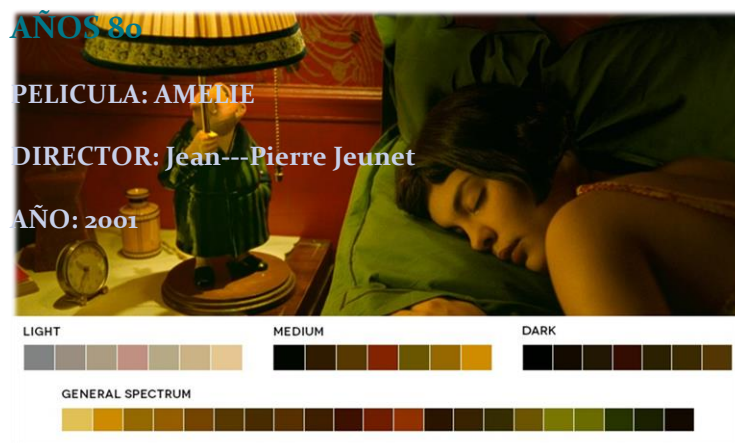 AÑOS 80
PELICULA: AMELIE
DIRECTOR: Jean---Pierre Jeunet
AÑO: 2001
LIGHT
MEDIUM
DARK
GENERAL SPECTRUM